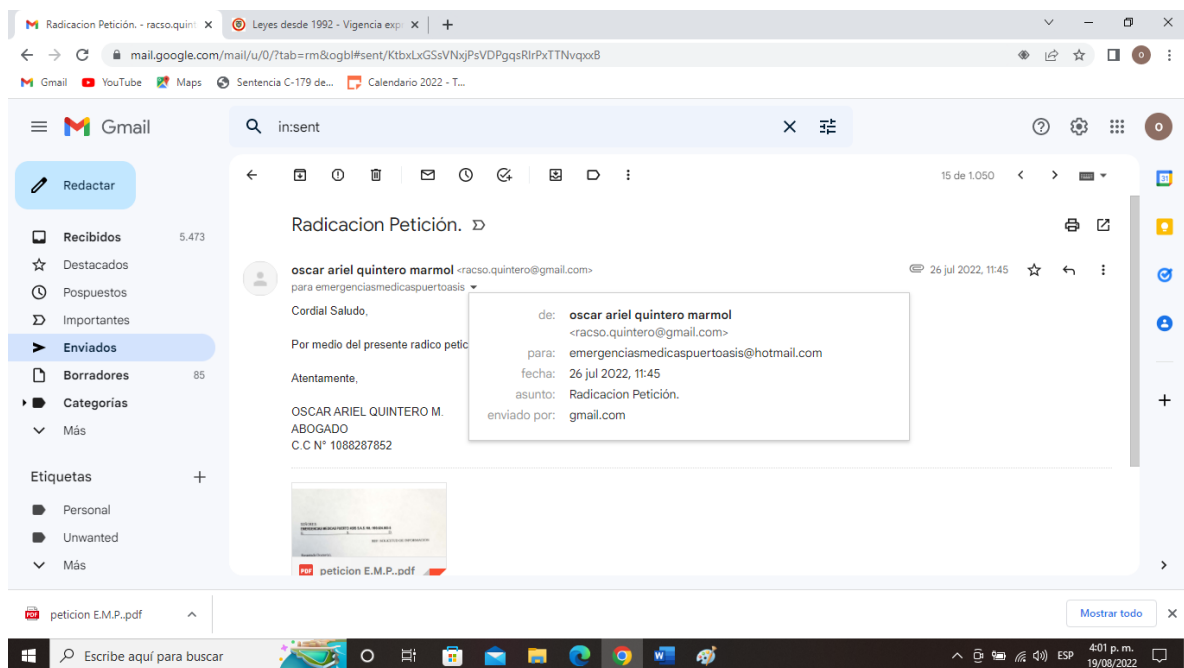 Radicacion Petición. - racso.quint
Leyes desde 1992 - Vigencia expr
mail.google.com/mail/u/0/?tab=rm&ogbl#sent/KtbxLxGSsVNxjPsVDPgqsRlrPxTTNvqxxB
Gmail
YouTube
Maps
Sentencia C-179 de...
Calendario 2022 - T...
Gmail
in:sent
O
Redactar
15 de 1.050
31
Radicacion Petición.
Recibidos 5.473
Destacados
Pospuestos
Importantes
Enviados
Borradores 85
Categorías
Más
Etiquetas
Personal
Unwanted
Más
oscar ariel quintero marmol <racso.quintero@gmail.com>
26 jul 2022, 11:45
para emergenciasmedicaspuertoasis
Cordial Saludo,
Por medio del presente radico petic
Atentamente,
OSCAR ARIEL QUINTERO M.
ABOGADO
C.C N° 1088287852
de: oscar ariel quintero marmol
<racso.quintero@gmail.com>
para: emergenciasmedicaspuertoasis@hotmail.com
fecha: 26 jul 2022, 11:45
asunto: Radicacion Petición.
enviado por: gmail.com
PDF peticion E.M.P..pdf
peticion E.M.P..pdf
Mostrar todo
Escribe aquí para buscar
ESP
4:01 p. m.
19/08/2022